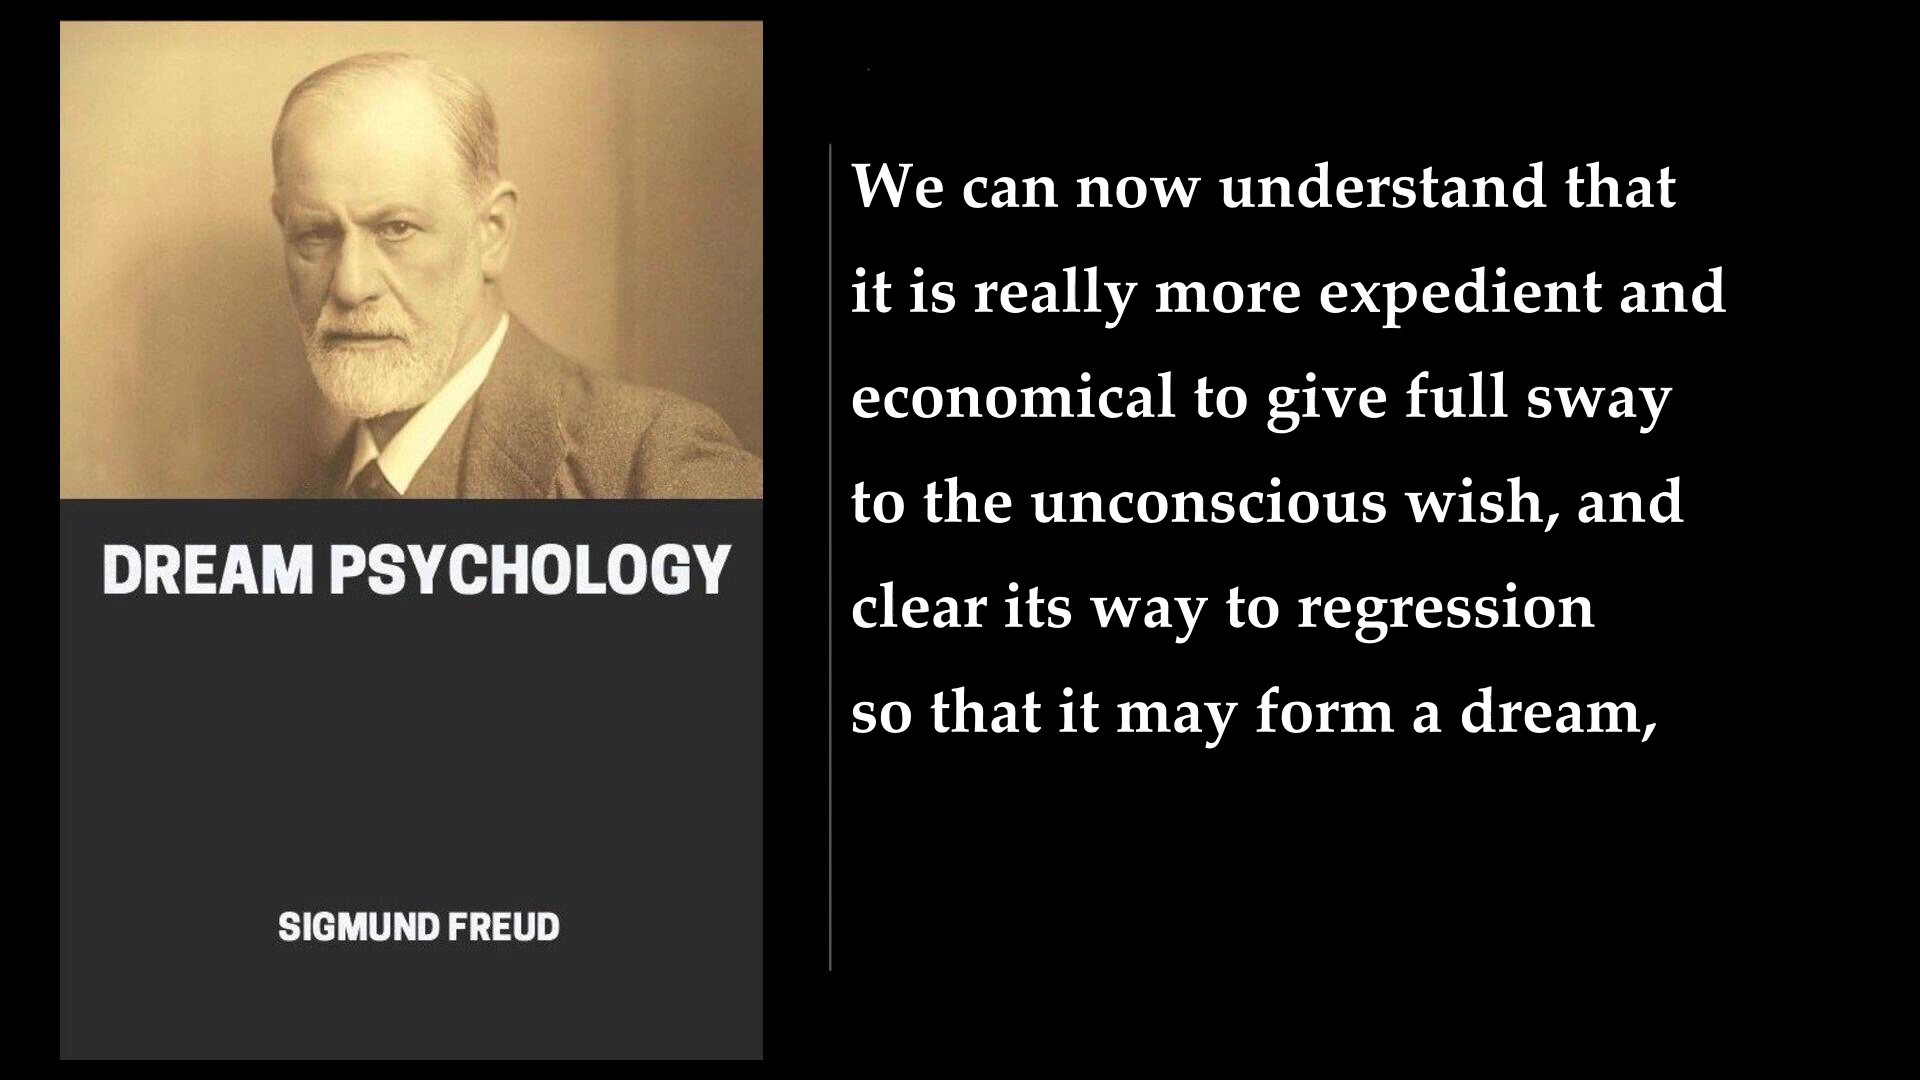 DREAM PSYCHOLOGY
SIGMUND FREUD
We can now understand that
it is really more expedient and
economical to give full sway
to the unconscious wish, and
clear its way to regression
so that it may form a dream,